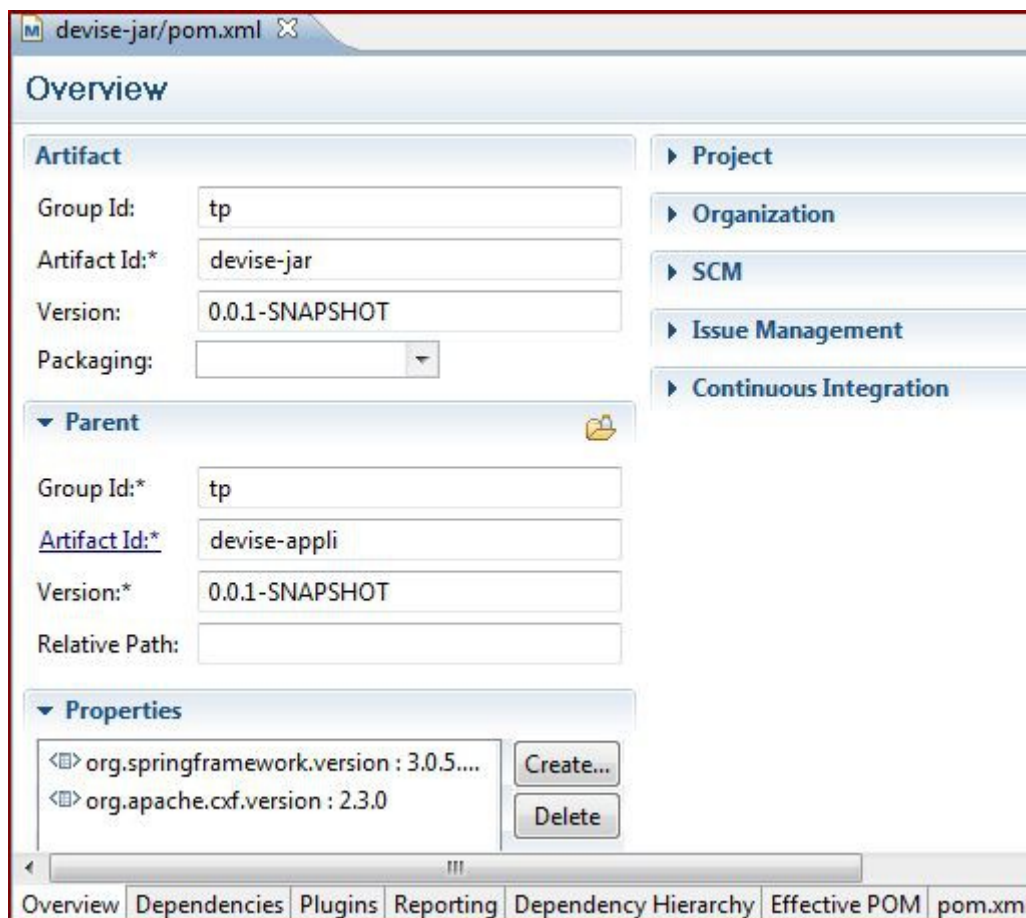 devise-jar/pom.xml
Overview
Artifact
Group Id: tp
Artifact Id:* devise-jar
Version: 0.0.1-SNAPSHOT
Packaging:
Parent
Group Id:* tp
Artifact Id:* devise-appli
Version:* 0.0.1-SNAPSHOT
Relative Path:
Properties
org.springframework.version : 3.0.5....
org.apache.cxf.version : 2.3.0
Create...
Delete
Project
Organization
SCM
Issue Management
Continuous Integration
Overview Dependencies Plugins Reporting Dependency Hierarchy Effective POM pom.xm